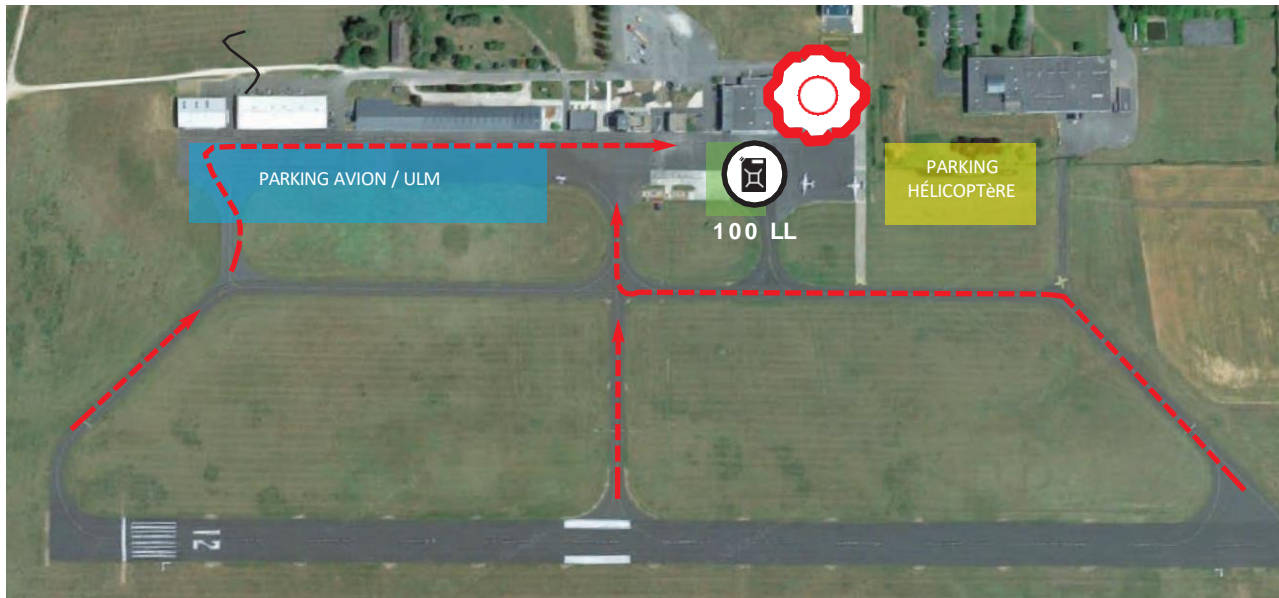 PARKING AVION / ULM
PARKING
HÉLICOPTèRE
100 LL
12